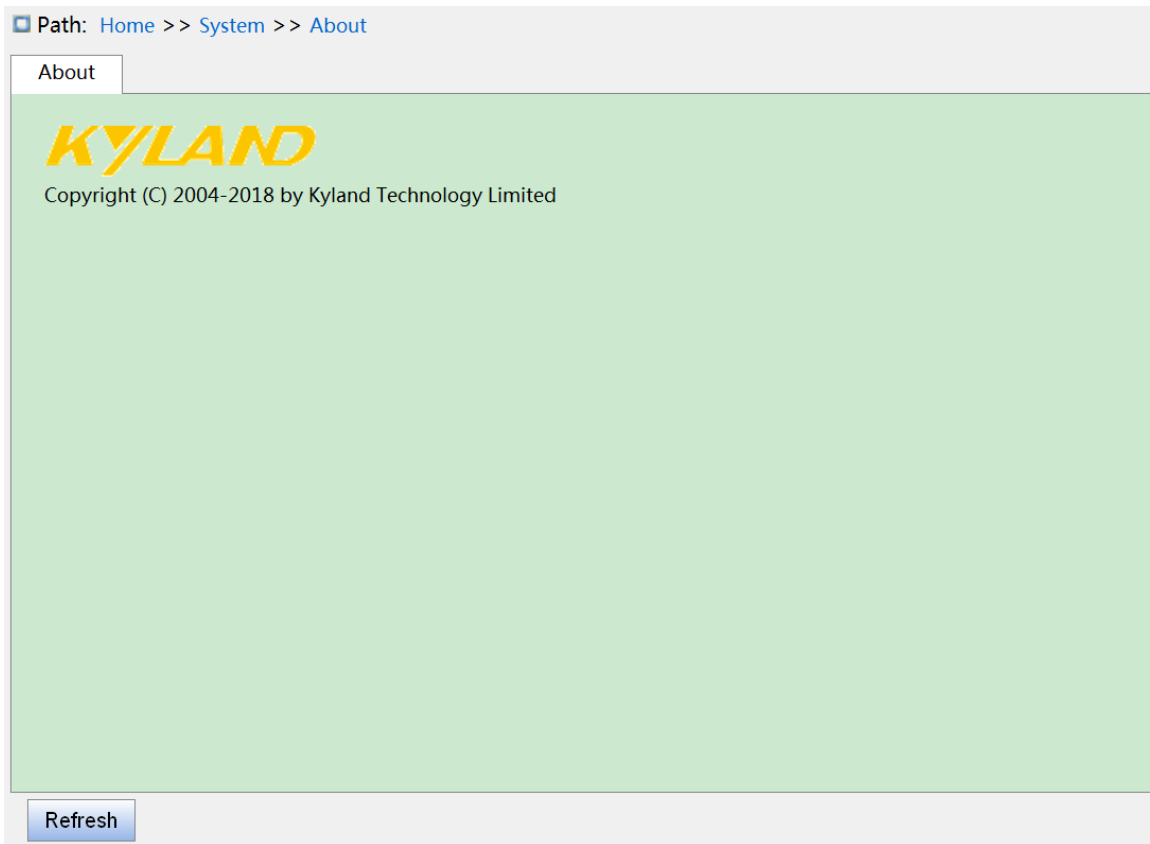 Path: Home >> System >> About
About
KYLAND
Copyright (C) 2004-2018 by Kyland Technology Limited
Refresh